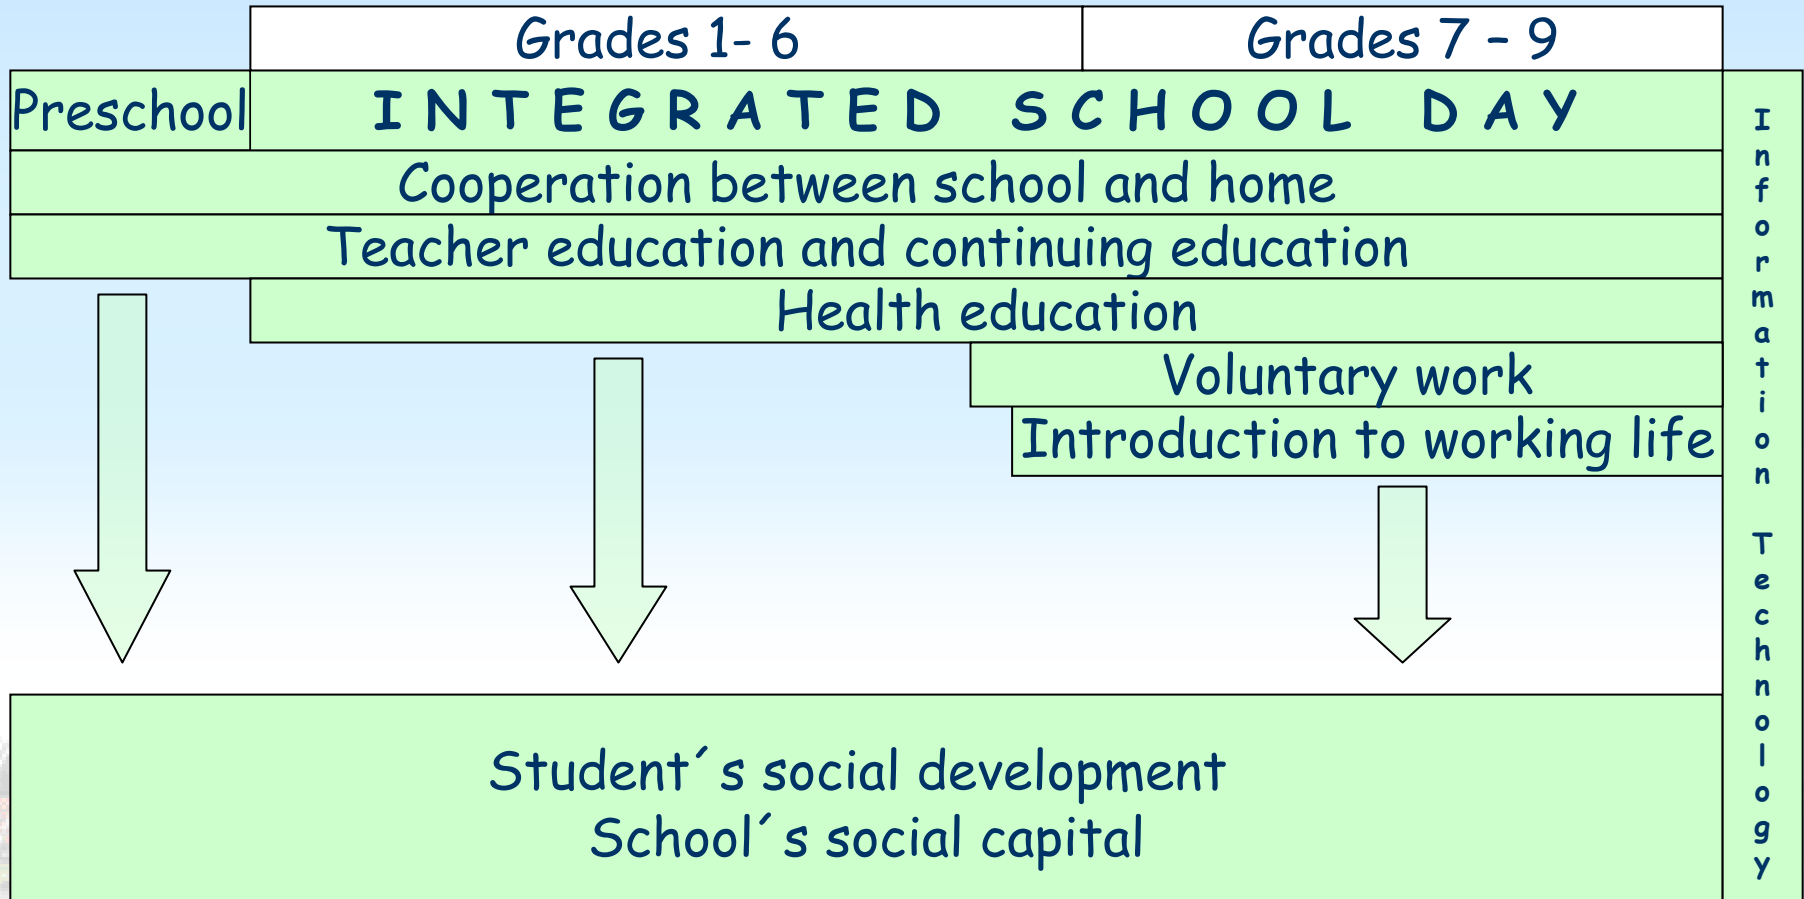 Grades 1- 6
Grades 7 – 9
Preschool
INTEGRATED SCHOOL DAY
Cooperation between school and home
Teacher education and continuing education
Health education
Voluntary work
Introduction to working life
Student´s social development
School´s social capital
Information Technology